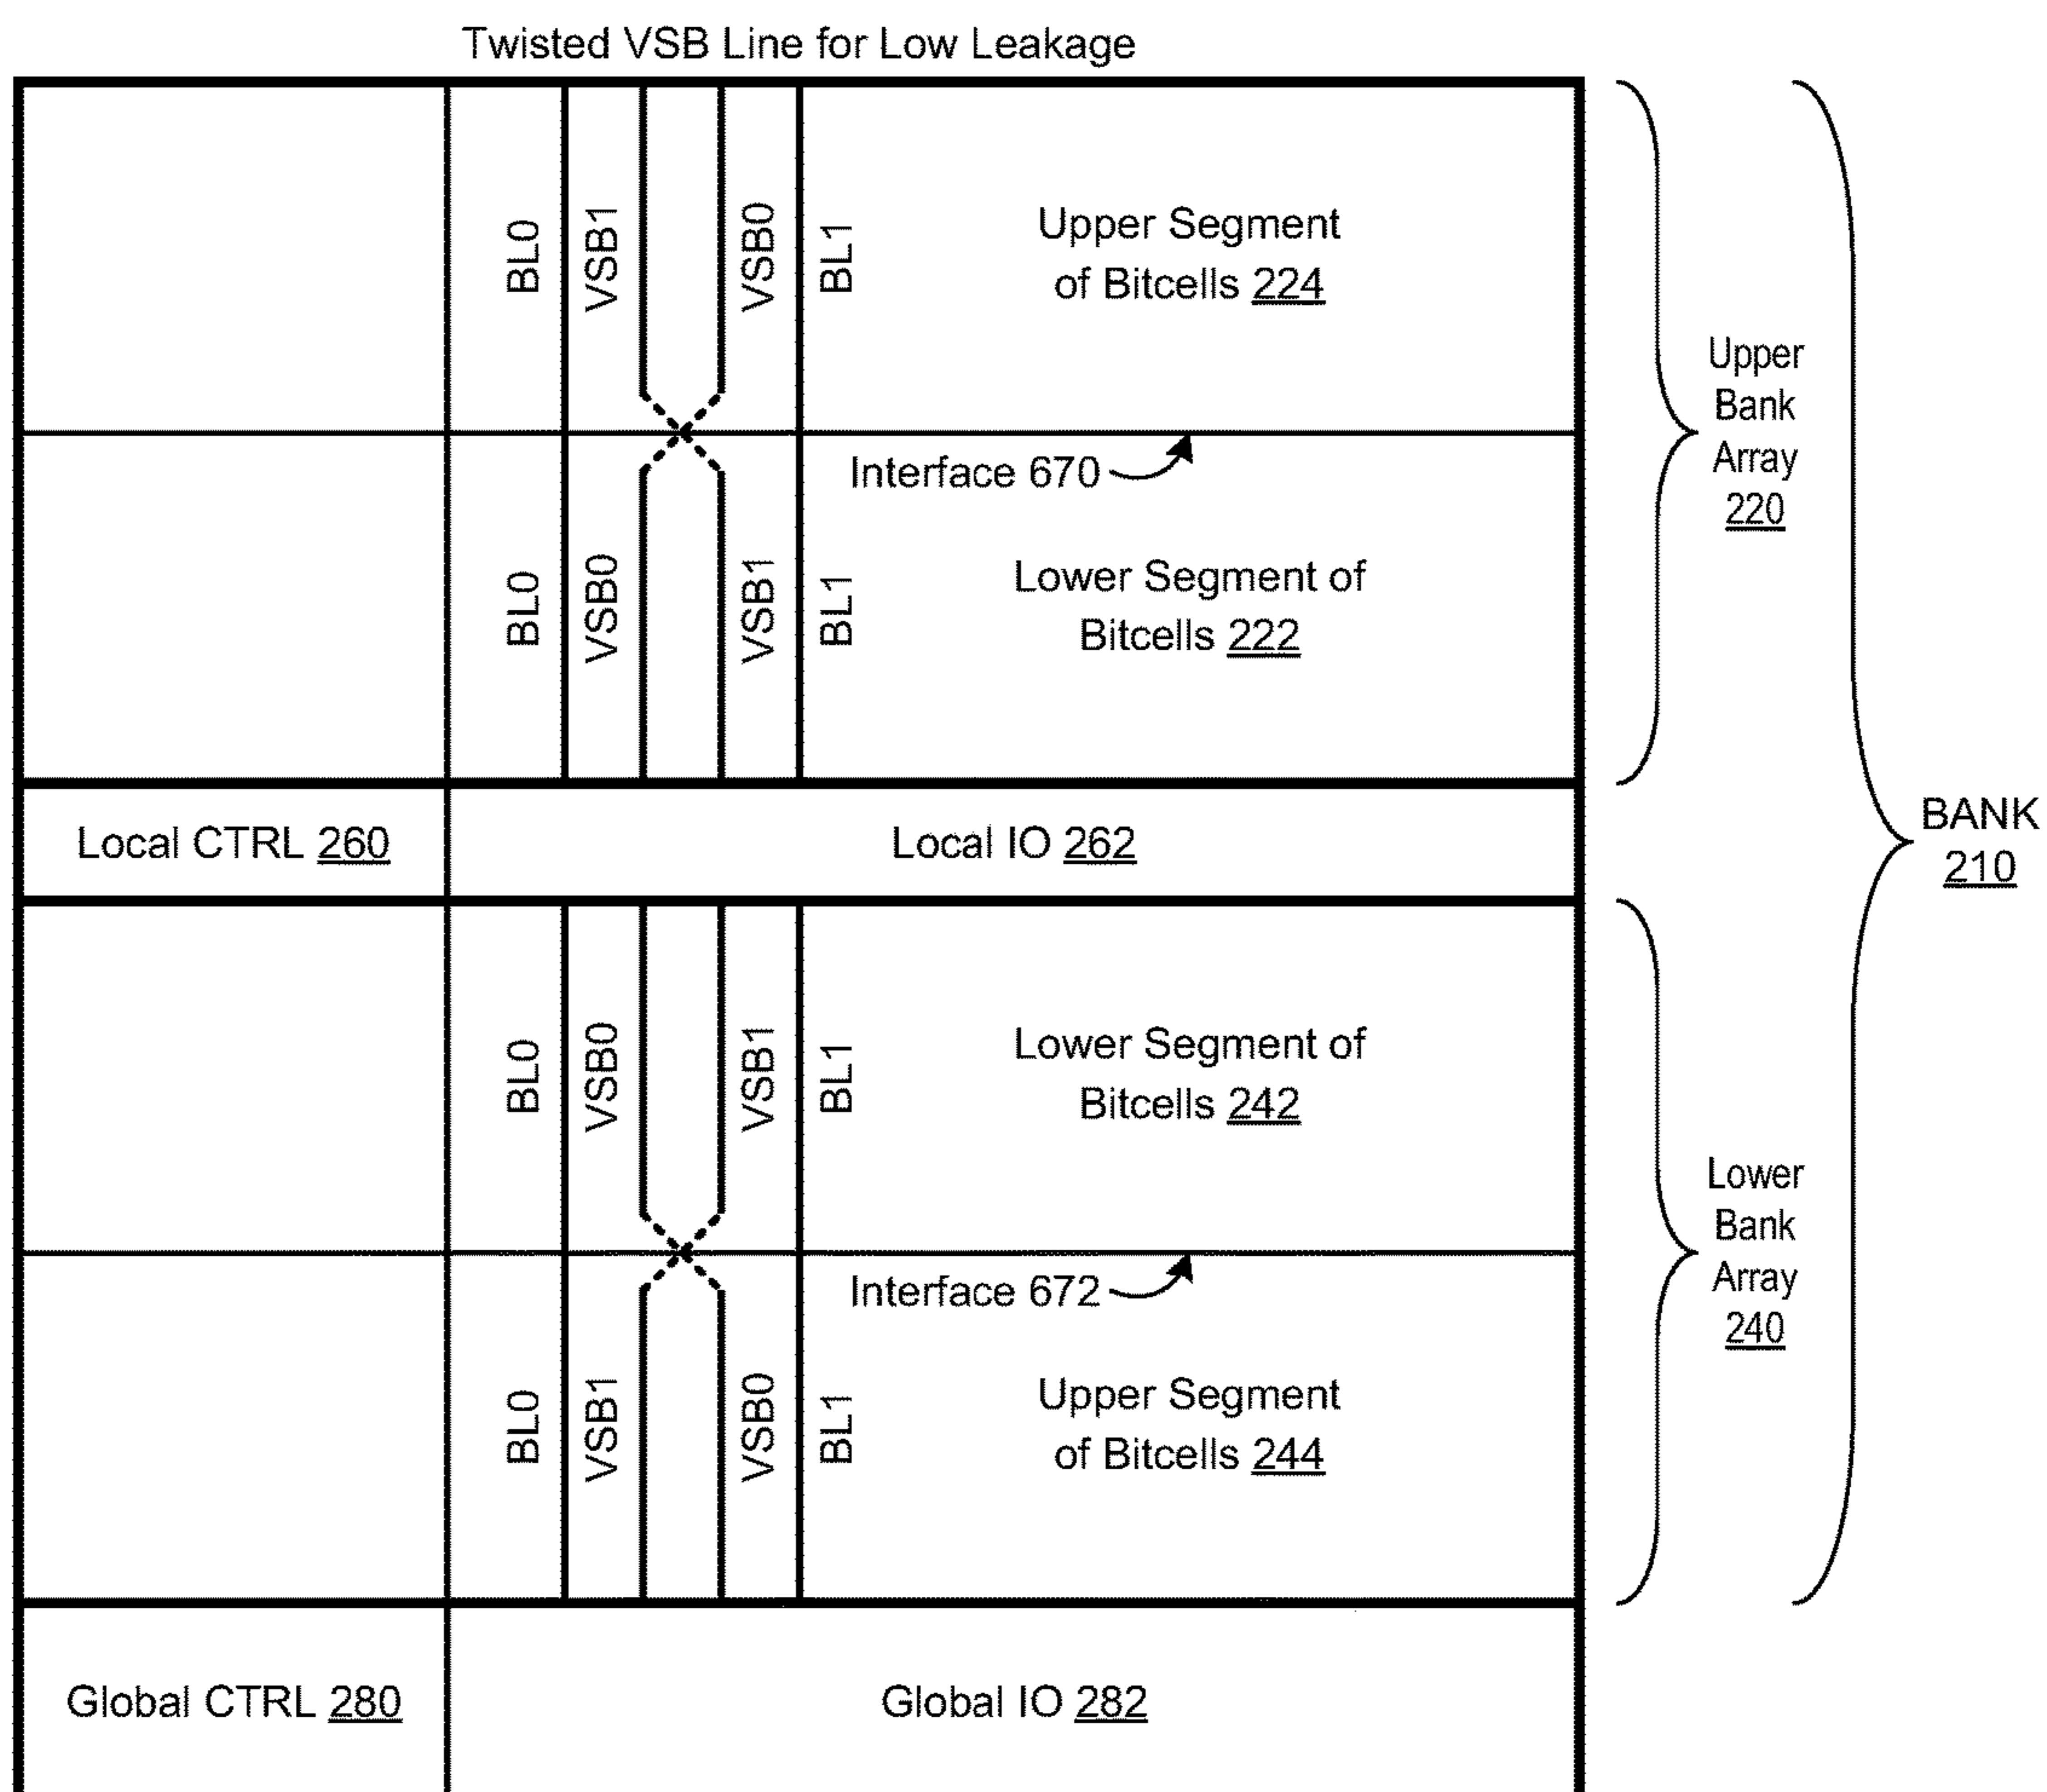 Twisted VSB Line for Low Leakage
BL0
VSB1
VSB0
BL1
Upper Segment
of Bitcells 224
Interface 670
BL0
VSB0
VSB1
BL1
Lower Segment of
Bitcells 222
Upper
Bank
Array
220
Local CTRL 260
Local IO 262
BANK
210
BL0
VSB0
VSB1
BL1
Lower Segment of
Bitcells 242
Interface 672
BL0
VSB1
VSB0
BL1
Upper Segment
of Bitcells 244
Lower
Bank
Array
240
Global CTRL 280
Global IO 282